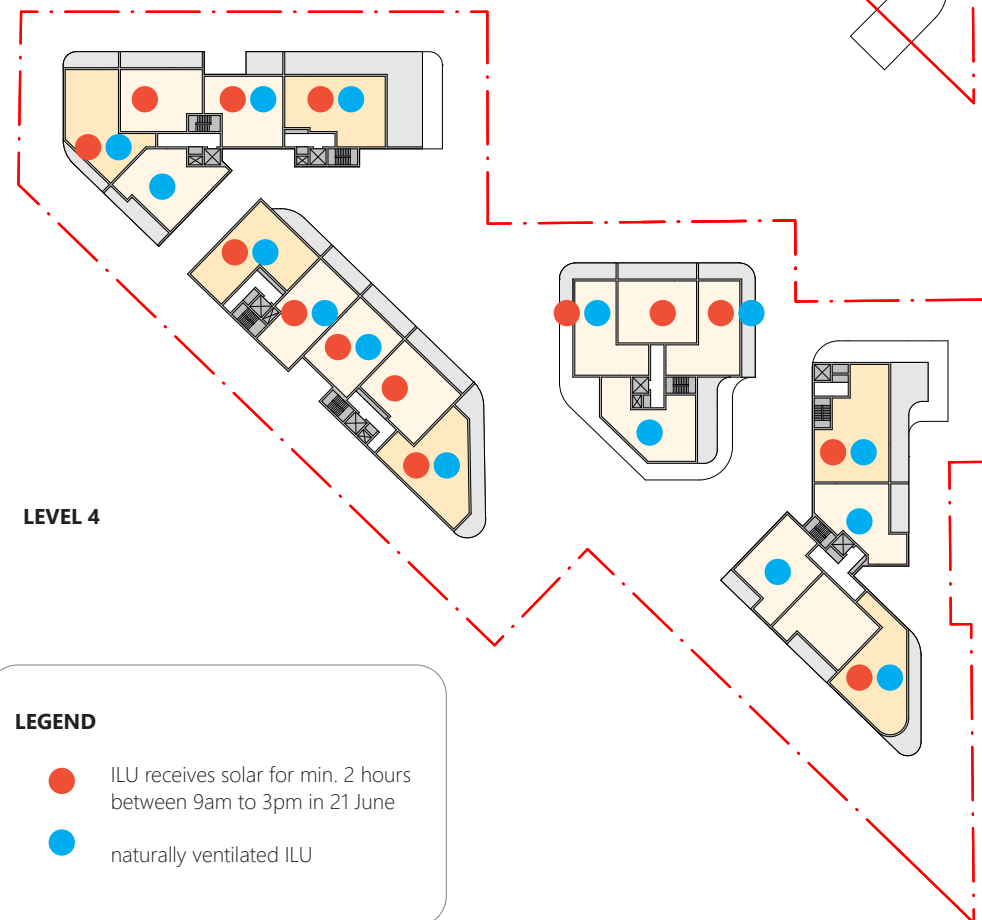 LEVEL 4
LEGEND
ILU receives solar for min. 2 hours
between 9am to 3pm in 21 June
naturally ventilated ILU